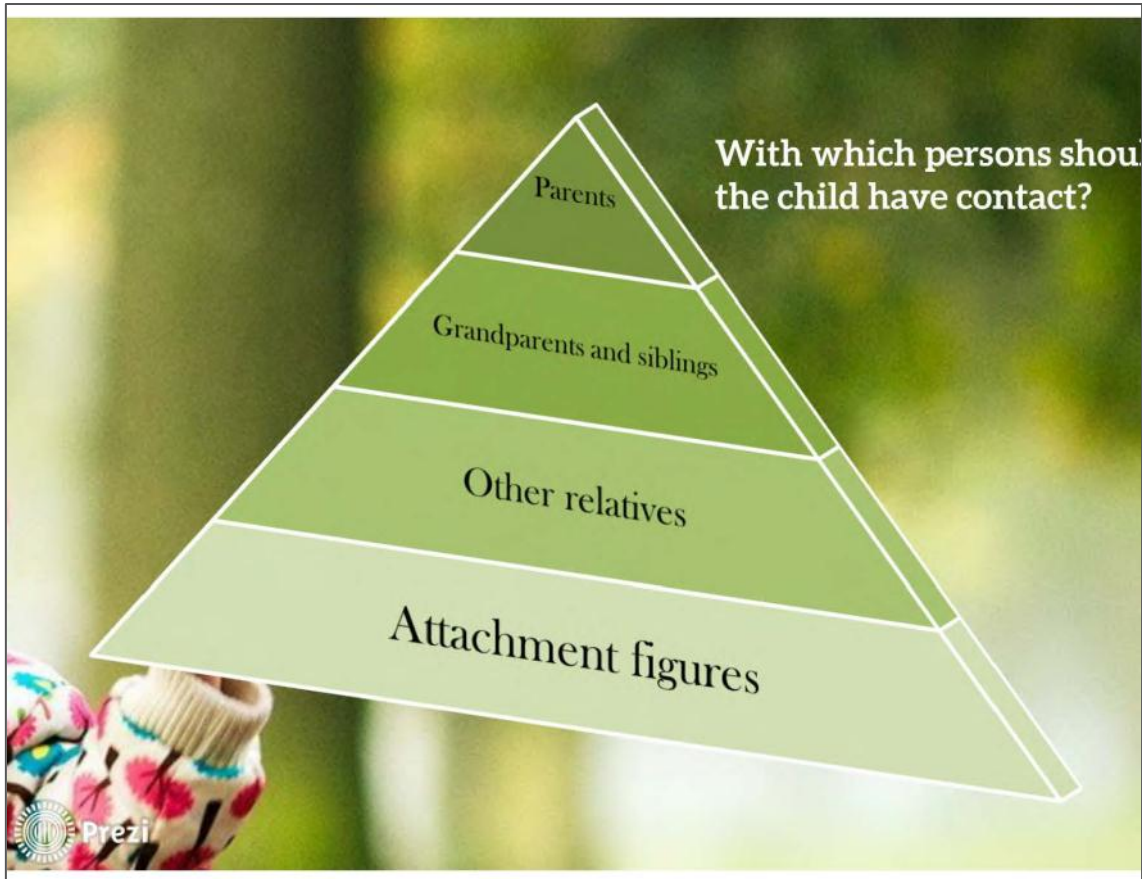 With which persons shoul
the child have contact?
Parents
Grandparents and siblings
Other relatives
Attachment figures
Prezi